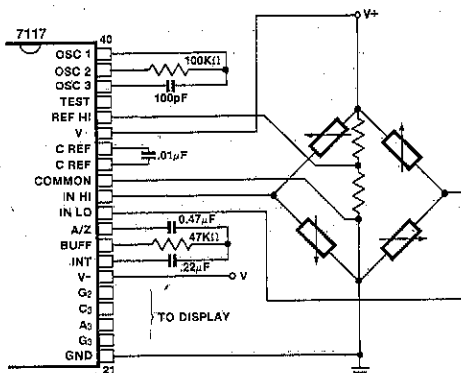 7117
40
OSC 1
OSC 2
OSC 3
TEST
REF HI
V
C REF
C REF
COMMON
IN HI
IN LO
A/Z
BUFF
INT
V-
G2
C3
A3
G3
GND
21
100KΩ
100pF
.01μF
0.47μF
47KΩ
.22μF
V
TO DISPLAY
V+